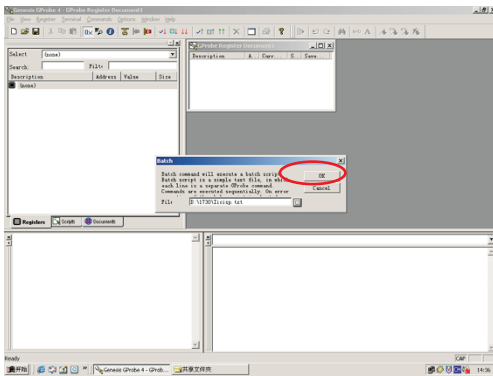 Genesis GProbe 4 - GProbe Register Document1
File View Register Terminal Commands Options Window Help
Select (none)
Search Filt
Description Address Value Size
(none)
Registers Scripts Documents
GProbe Register Document1
Description A. Curr... S. Save...
Batch
Batch command will execute a batch script
Batch script is a simple text file, in wh
each line is a separate GProbe command.
Commands are executed sequentially. On error
OK
Cancel
Fil:
Ready
CAP
开始
Genesis GProbe 4 - GProb...
共享文件夹
14:36